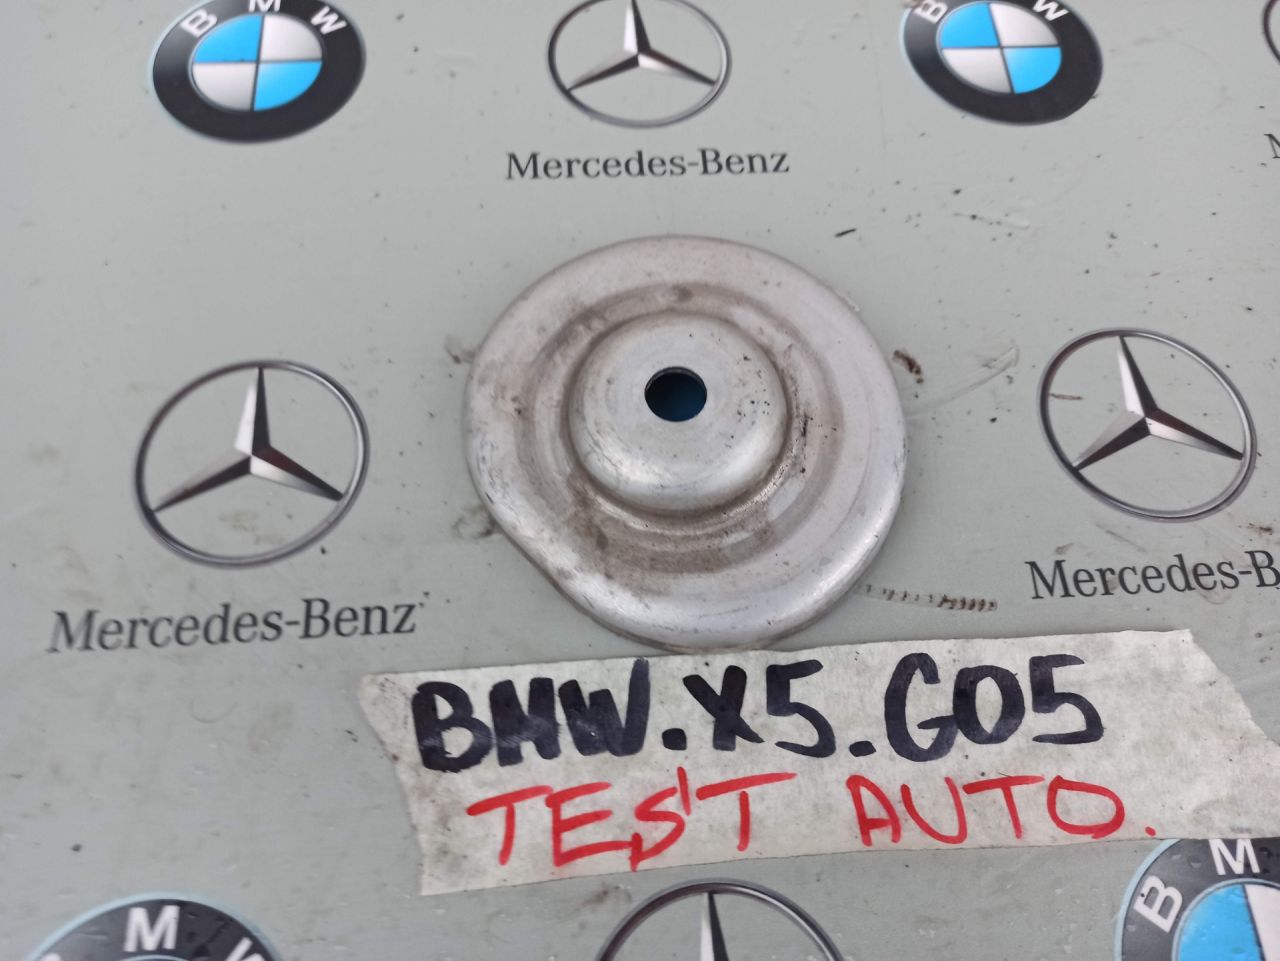 BMW
BMW
Mercedes-Benz
Mercedes-Benz
Mercedes-B
BMW.X5.G05
TEST AUTO.
M W
B M